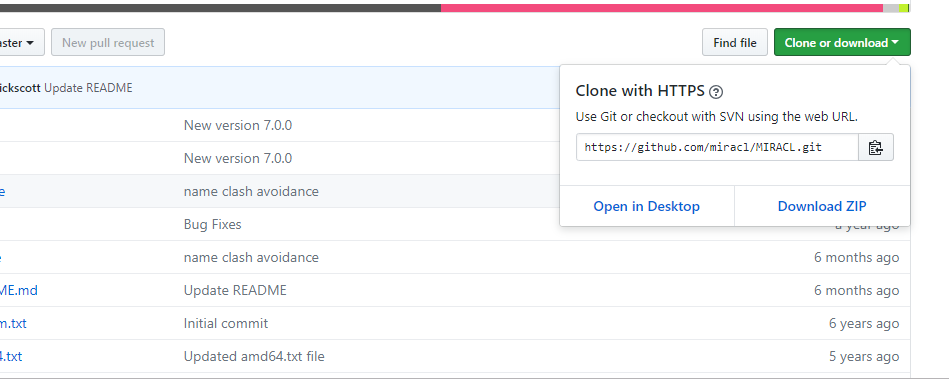 aster New pull request Find file Clone or download
ickscott Update README
Clone with HTTPS
Use Git or checkout with SVN using the web URL.
https://github.com/miracl/MIRACL.git
Open in Desktop Download ZIP
New version 7.0.0
New version 7.0.0
e name clash avoidance
Bug Fixes a year ago
e name clash avoidance 6 months ago
ME.md Update README 6 months ago
m.txt Initial commit 6 years ago
4.txt Updated amd64.txt file 5 years ago